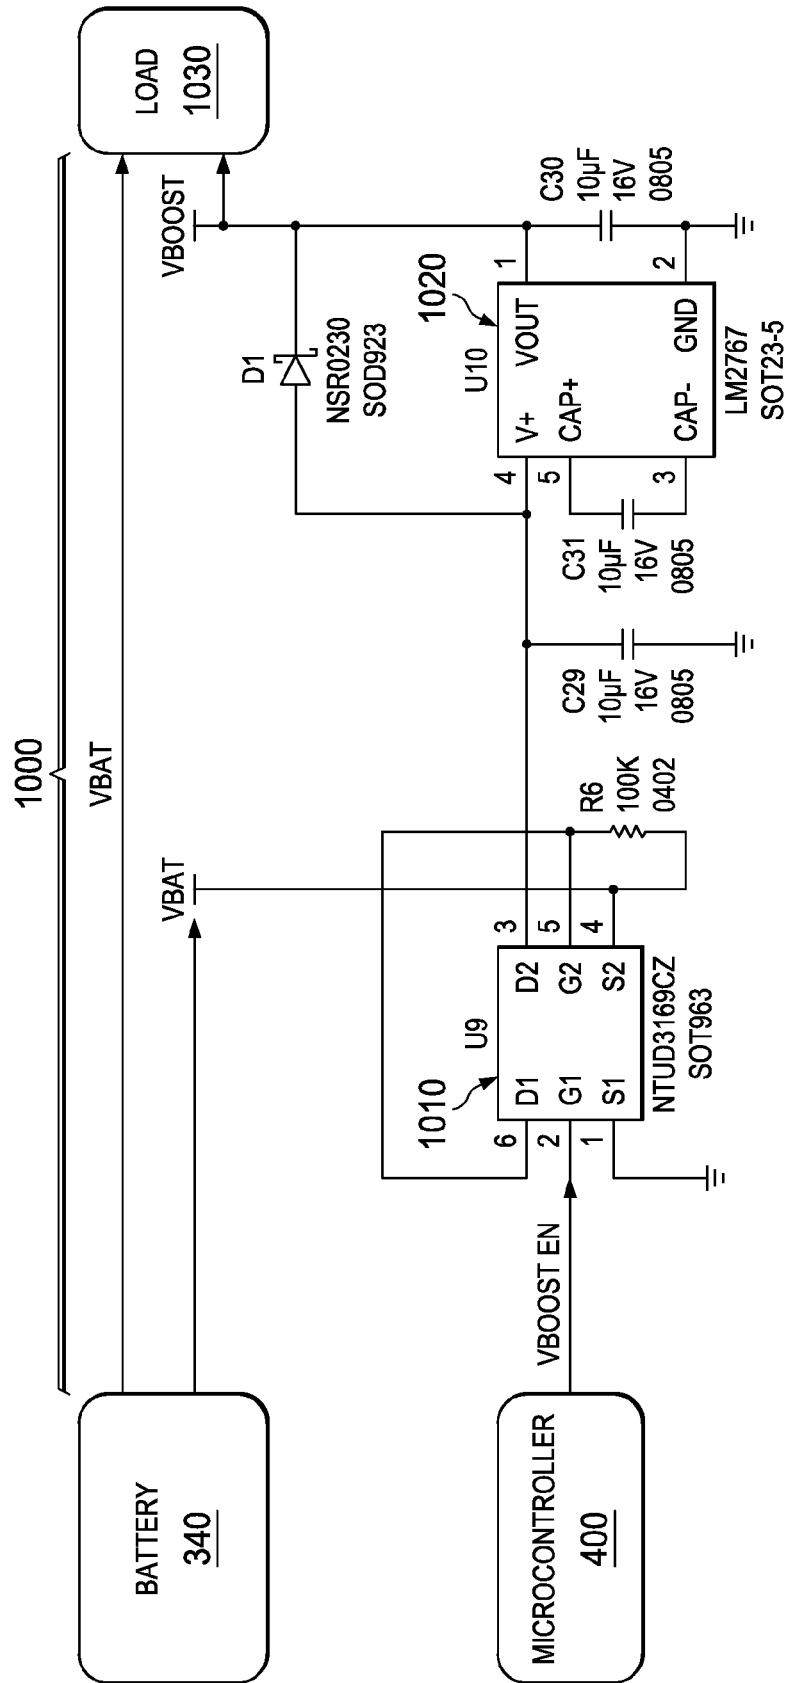 1000
BATTERY
340
VBAT
LOAD
1030
VBAT
VBOOST
D1
NSR0230
SOD923
MICROCONTROLLER
400
VBOOST EN
1010
U9
6
D1
D2
3
2
G1
G2
5
1
S1
S2
4
NTUD3169CZ
SOT963
R6
100K
0402
C29
10µF
16V
0805
C31
10µF
16V
0805
1020
U10
4
V+
VOUT
1
5
CAP+
3
CAP-
GND
2
LM2767
SOT23-5
C30
10µF
16V
0805